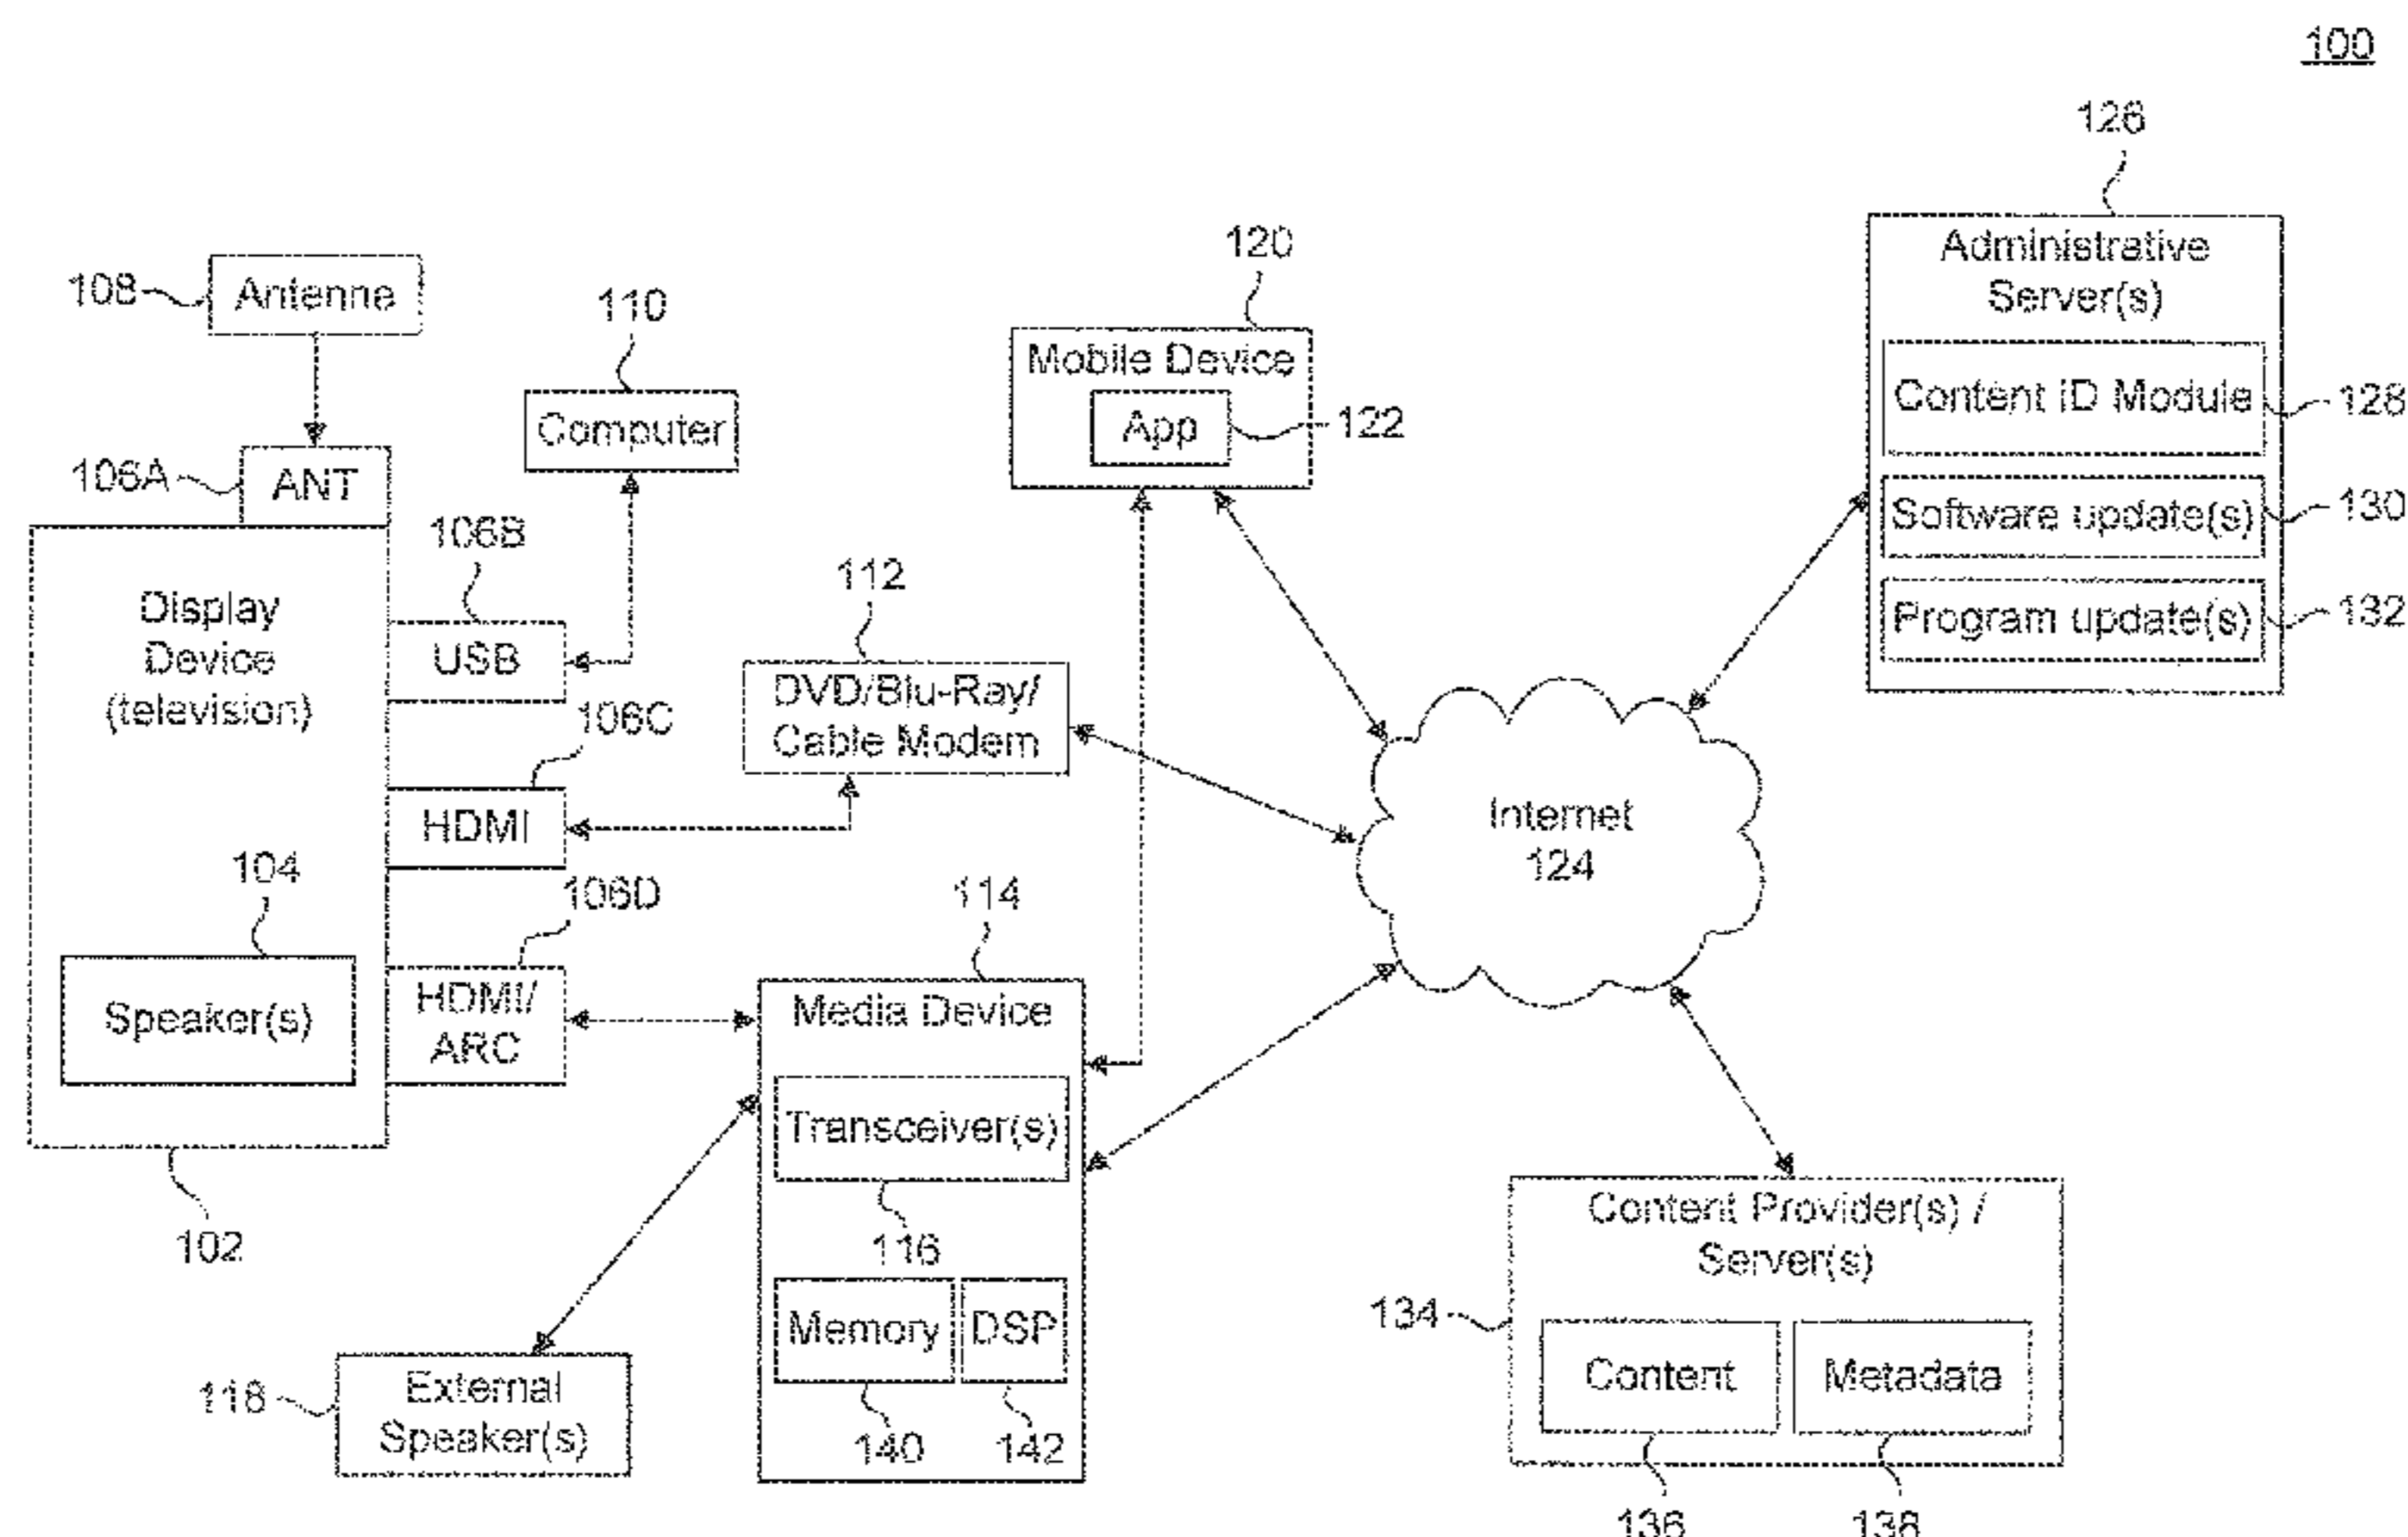 100
126
Administrative
Server(s)
Content ID Module
128
Software update(s)
130
Program update(s)
132
120
Mobile Device
App
122
108
Antenne
110
Computer
106A
ANT
106B
USB
Display
Device
(television)
112
DVD/Blu-Ray/
Cable Modem
106C
HDMI
Internet
124
104
Speaker(s)
106D
HDMI/
ARC
102
114
Media Device
Transceiver(s)
116
Memory
DSP
140
142
118
External
Speaker(s)
Content Provider(s) /
Server(s)
134
Content
Metadata
136
138